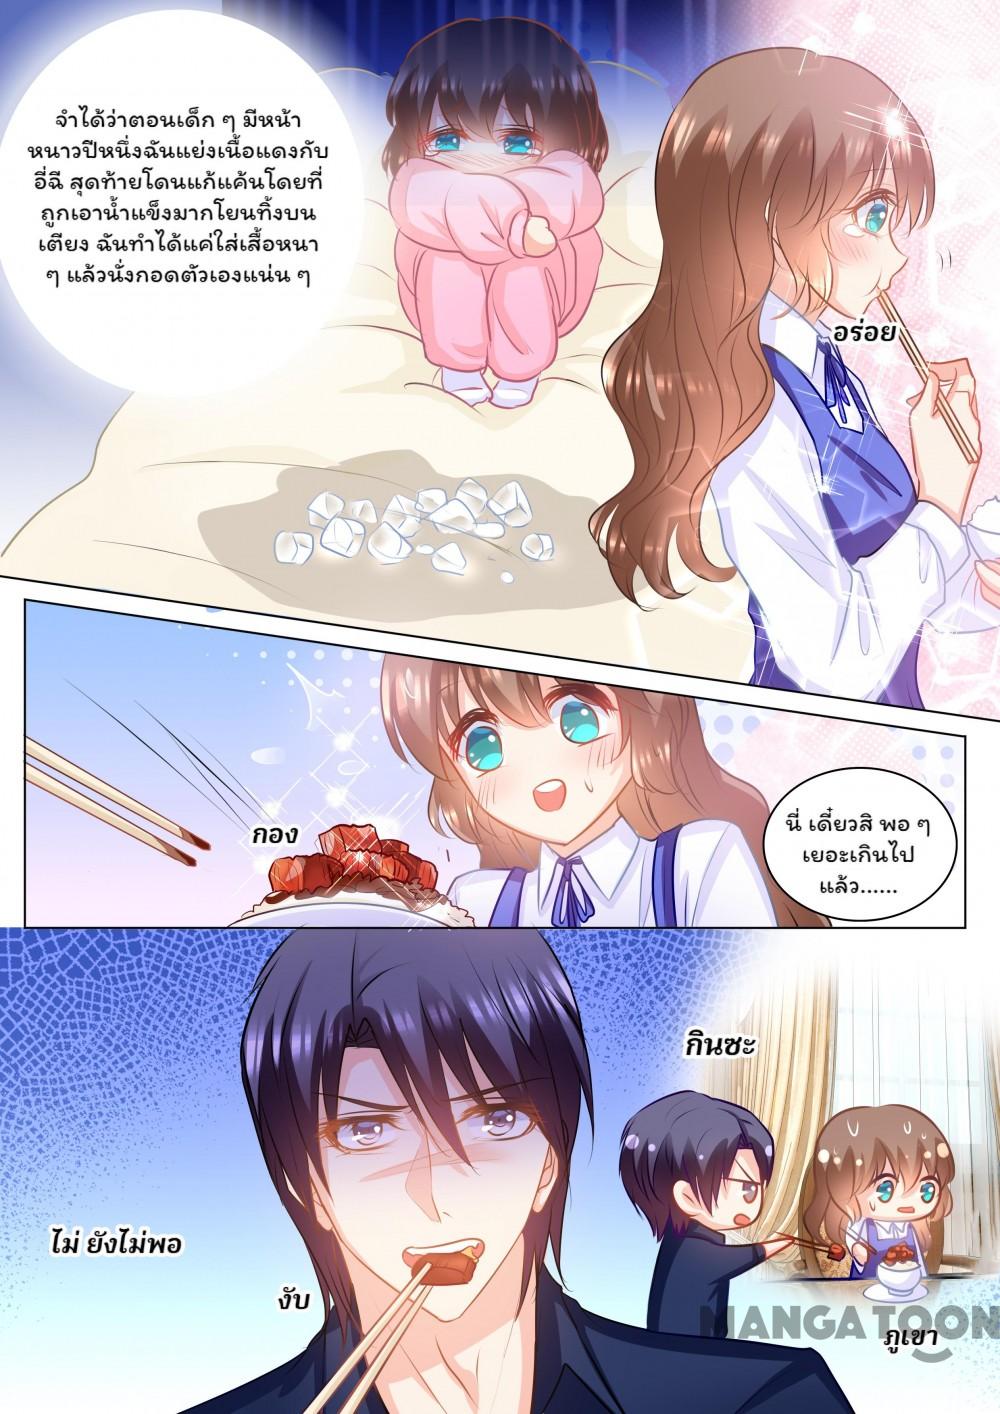 จำได้ว่าตอนเด็ก ๆ มีหน้า
หนาวปีหนึ่งฉันแย่งเนื้อแดงกับ
อี่ฉี สุดท้ายโดนแก้แค้นโดยที่
ถูกเอาน้ำแข็งมากโยนทิ้งบน
เตียง ฉันทำได้แค่ใส่เสื้อหนา
ๆ แล้วนั่งกอดตัวเองแน่น ๆ
อร่อย
กอง
นี่ เดี๋ยวสิ พอ ๆ
เยอะเกินไป
แล้ว......
กินซะ
ไม่ ยังไม่พอ
งับ
ภูเขา
MANGATOON